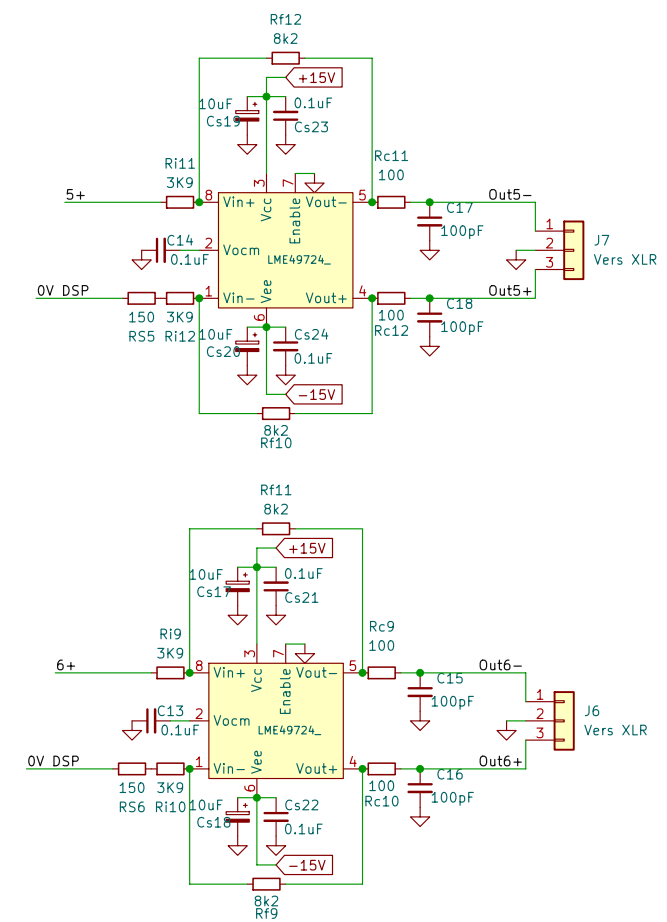 Rf12
8k2
+15V
10uF
+
0.1uF
Cs19
Cs23
Ri11
3K9
Rc11
100
5+
8
3
7
5
Out5-
Vin+
Vcc
Enable
Vout-
C17
100pF
1
2
3
J7
Vers XLR
C14
0.1uF
2
Vocm
LME49724_
0V DSP
1
Vin-
Vee
Vout+
4
Out5+
C18
100pF
150
RS5
3K9
Ri12
6
100
Rc12
10uF
+
Cs20
Cs24
0.1uF
-15V
8k2
Rf10
Rf11
8k2
+15V
10uF
+
0.1uF
Cs17
Cs21
Ri9
3K9
Rc9
100
6+
8
3
7
5
Out6-
Vin+
Vcc
Enable
Vout-
C15
100pF
1
2
3
J6
Vers XLR
C13
0.1uF
2
Vocm
LME49724_
0V DSP
1
Vin-
Vee
Vout+
4
Out6+
C16
100pF
150
RS6
3K9
Ri10
6
100
Rc10
10uF
+
Cs18
Cs22
0.1uF
-15V
8k2
Rf9